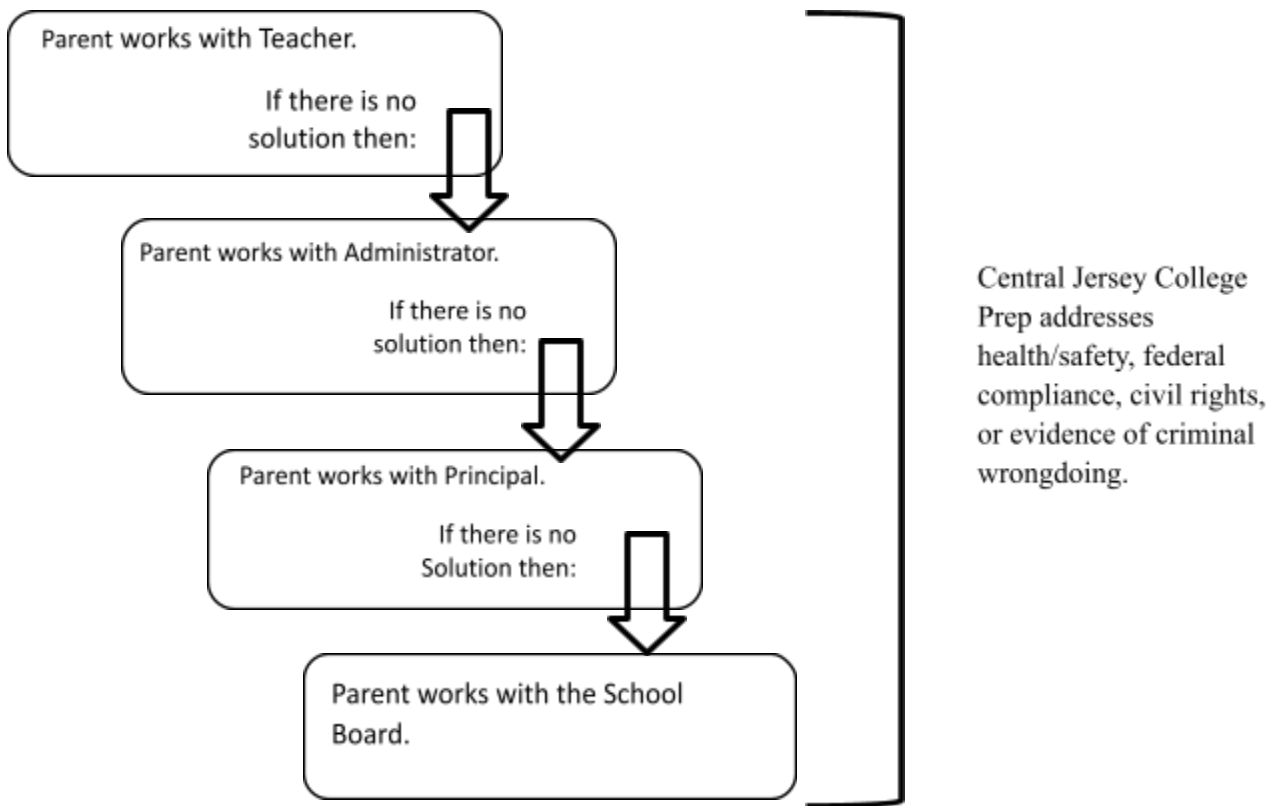 Parent works with Teacher.
If there is no
solution then:
Parent works with Administrator.
If there is no
solution then:
Parent works with Principal.
If there is no
Solution then:
Parent works with the School
Board.
Central Jersey College
Prep addresses
health/safety, federal
compliance, civil rights,
or evidence of criminal
wrongdoing.